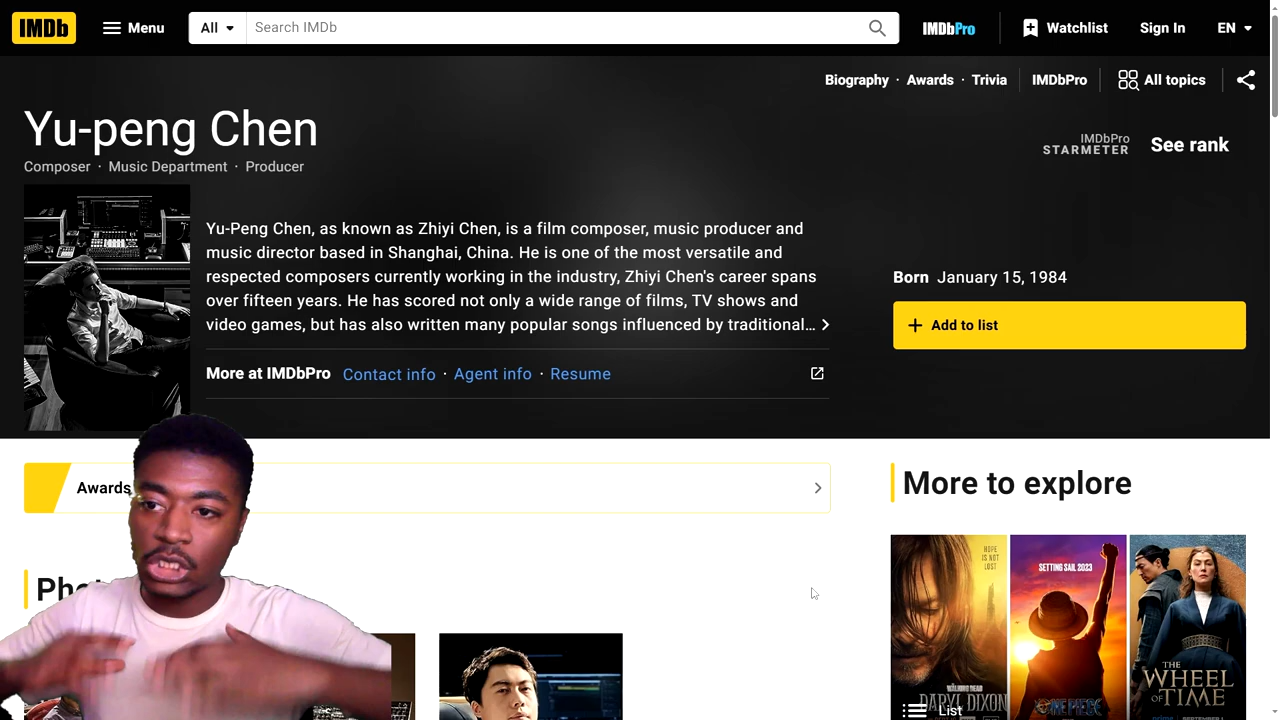 IMDb
Menu
All
Search IMDb
IMDbPro
Watchlist
Sign In
EN
Biography · Awards · Trivia
IMDbPro
All topics
Yu-peng Chen
Composer · Music Department · Producer
IMDbPro
STARMETER
See rank
Yu-Peng Chen, as known as Zhiyi Chen, is a film composer, music producer and
music director based in Shanghai, China. He is one of the most versatile and
respected composers currently working in the industry, Zhiyi Chen's career spans
over fifteen years. He has scored not only a wide range of films, TV shows and
video games, but has also written many popular songs influenced by traditional...
Born January 15, 1984
+ Add to list
More at IMDbPro Contact info · Agent info · Resume
Awards
More to explore
HOPE IS NOT LOST
SETTING SAIL 2023
THE WALKING DEAD
DARYL DIXON
ONE PIECE
THE WHEEL OF TIME
List